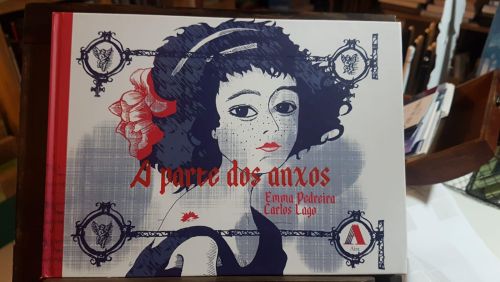 A parte dos anxos
Emma Pedreira
Carlos Lago